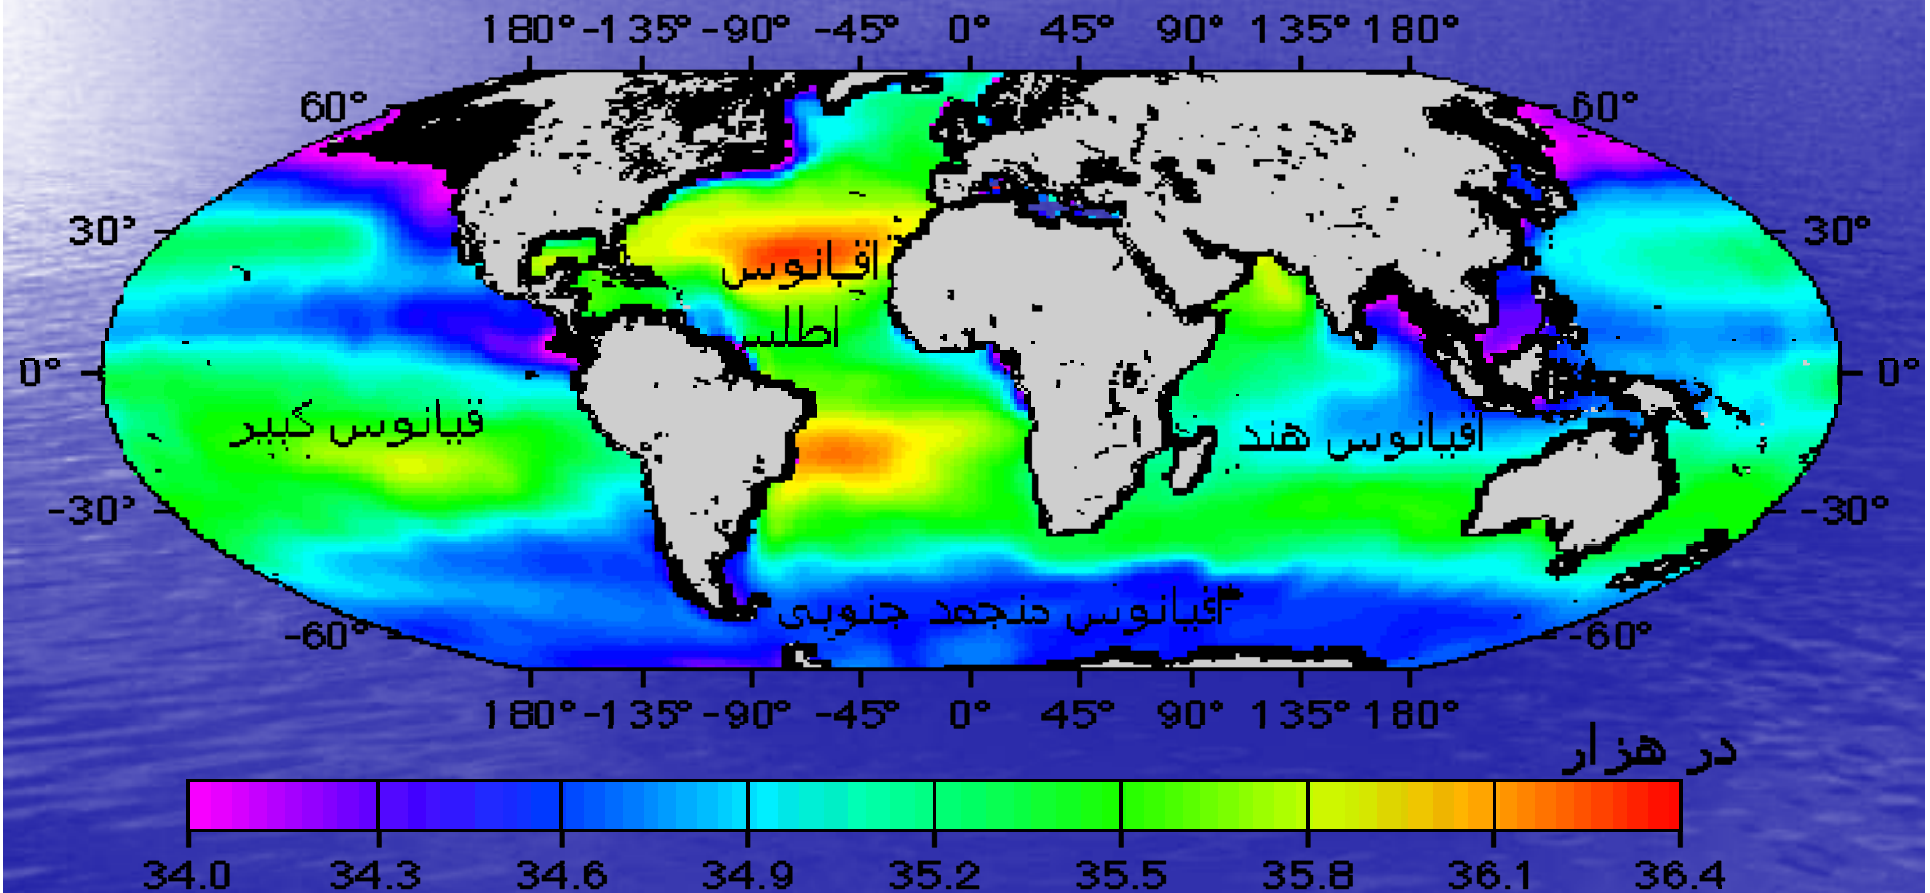 180° -135° -90° -45° 0° 45° 90° 135° 180°
60° 60°
30° 30°
اقیانوس
اطلس
0° 0°
قیانوس کبیر
اقیانوس هند
-30° -30°
اقیانوس منجمد جنوبی
-60° -60°
180° -135° -90° -45° 0° 45° 90° 135° 180°
در هزار
34.0 34.3 34.6 34.9 35.2 35.5 35.8 36.1 36.4